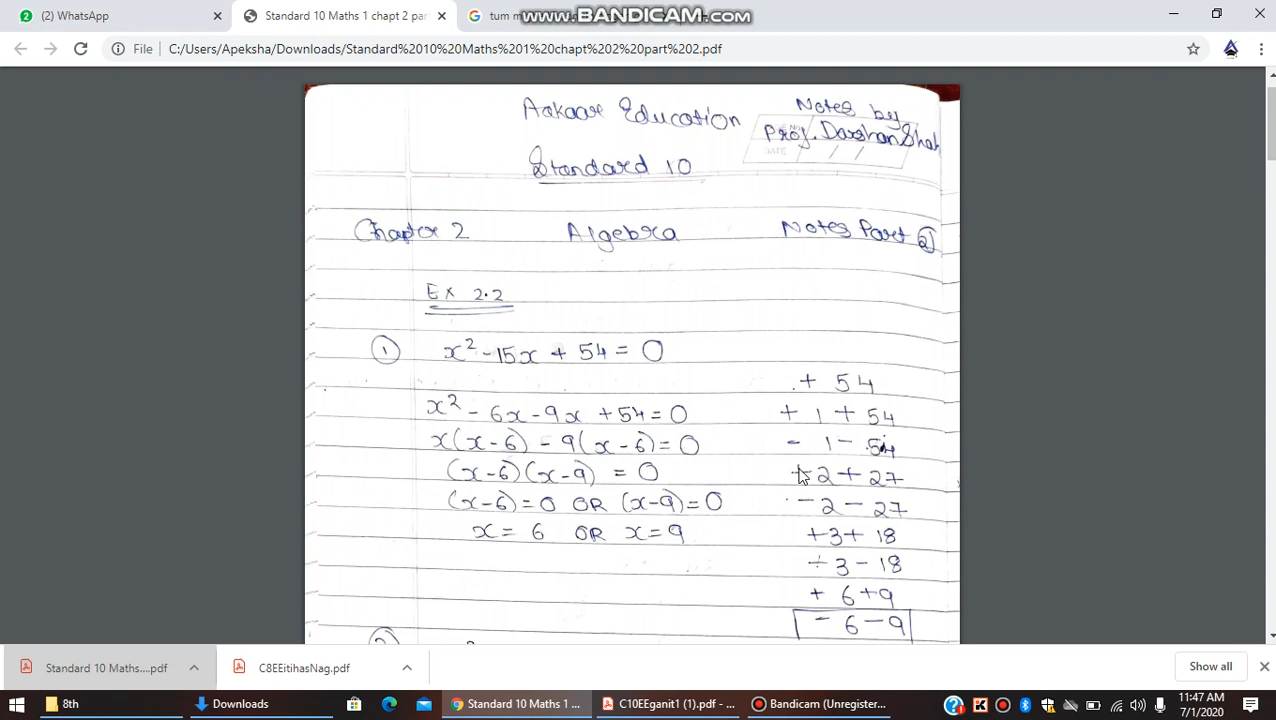 (2) WhatsApp
Standard 10 Maths 1 chapt 2 part
tum m
www.BANDICAM.com
File C:/Users/Apeksha/Downloads/Standard%2010%20Maths%201%20chapt%202%20part%202.pdf
Aakaar Education
Notes by
Prof. Darshan Shah
DATE
Standard 10
Chapter 2 Algebra Notes Part 2
Ex 2.2
① x² - 15x + 54 = 0
+ 54
x² - 6x - 9x + 54 = 0
+ 1 + 54
x(x-6) - 9(x-6) = 0
- 1 - 54
(x-6)(x-9) = 0
+ 2 + 27
(x-6) = 0 OR (x-9) = 0
- 2 - 27
x = 6 OR x = 9
+ 3 + 18
- 3 - 18
+ 6 + 9
- 6 - 9
Standard 10 Maths....pdf
C8EEitihasNag.pdf
Show all
8th
Downloads
Standard 10 Maths 1 ...
C10EEganit1 (1).pdf - ...
Bandicam (Unregister...
11:47 AM
7/1/2020